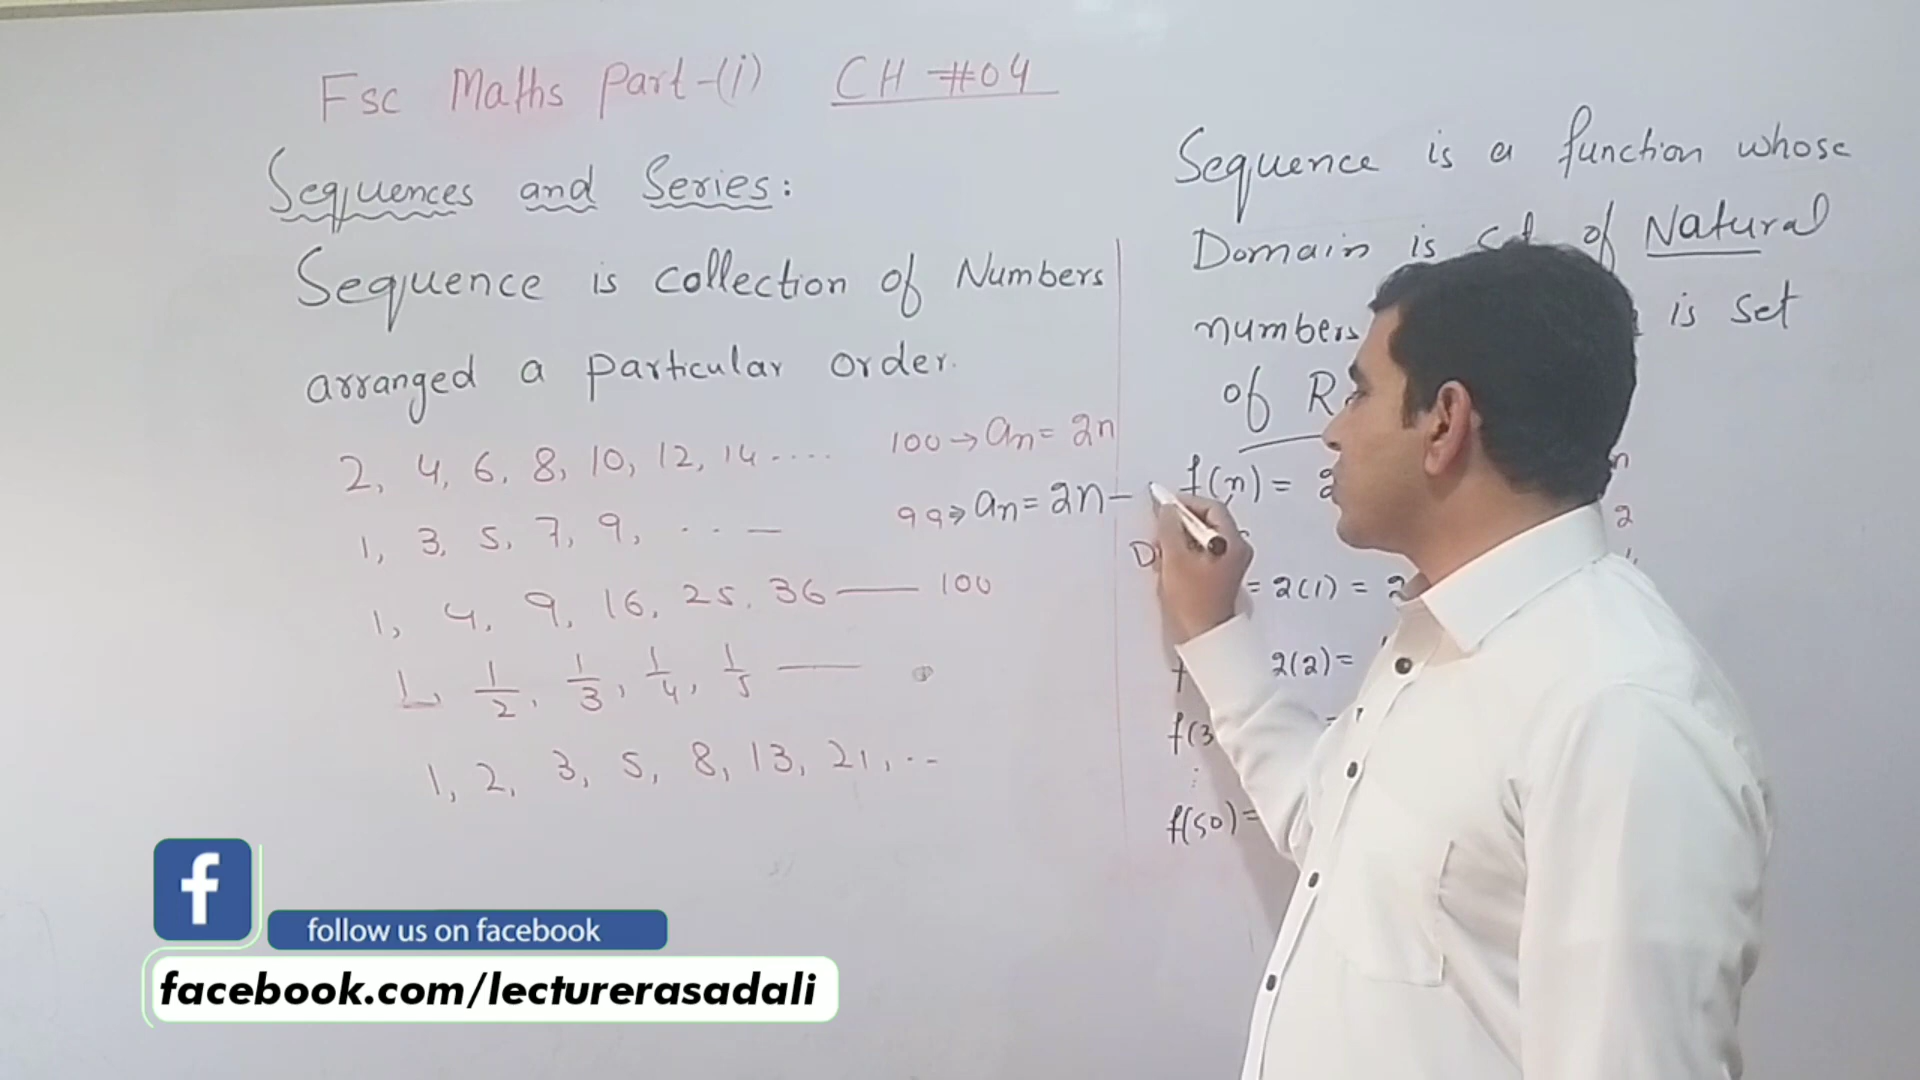 Fsc Maths Part-(i) CH #04
Sequences and Series:
Sequence is collection of Numbers
arranged a particular order.
2, 4, 6, 8, 10, 12, 14 .... 100 → an = 2n
1, 3, 5, 7, 9, ... — 99 → an = 2n –
1, 4, 9, 16, 25, 36 —— 100
1, 1/2, 1/3, 1/4, 1/5 ——
1, 2, 3, 5, 8, 13, 21, ...
Sequence is a function whose
Domain is of Natural
numbers is set
of
f(n) = 2
2
= 2(1) = 2
2(2) =
f(3
f(50) =
f
follow us on facebook
facebook.com/lecturerasadali